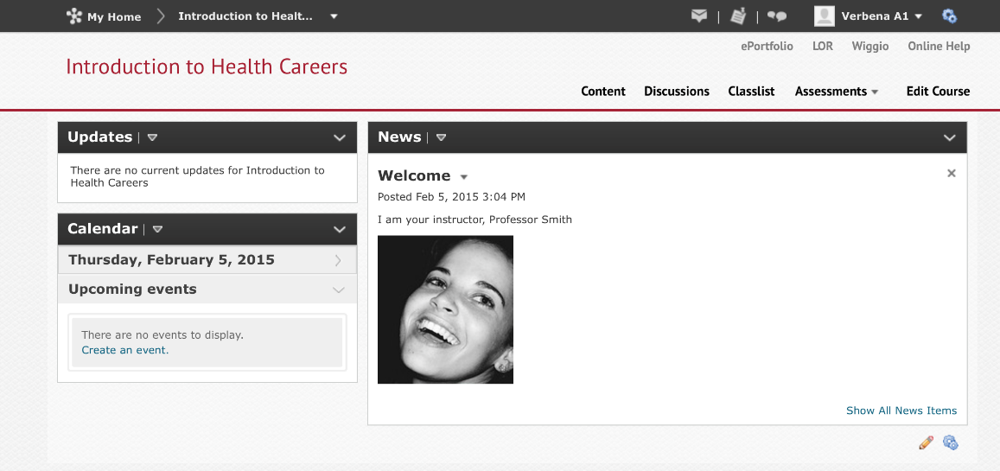 My Home
Introduction to Healt...
Verbena A1
ePortfolio LOR Wiggio Online Help
Introduction to Health Careers
Content Discussions Classlist Assessments Edit Course
Updates
There are no current updates for Introduction to
Health Careers
Calendar
Thursday, February 5, 2015
Upcoming events
There are no events to display.
Create an event.
News
Welcome
Posted Feb 5, 2015 3:04 PM
I am your instructor, Professor Smith
Show All News Items